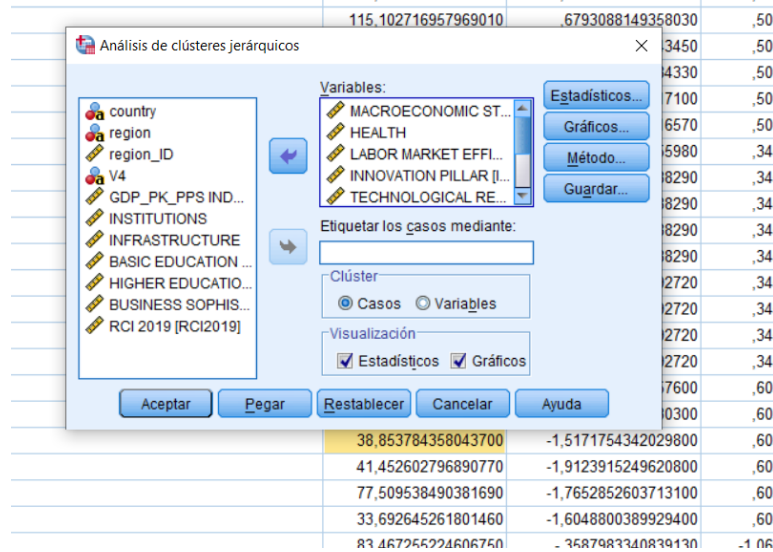 115,102716957969010 ,6793088149358030 ,50
Análisis de clústeres jerárquicos
3450 ,50
4330 ,50
7100 ,50
6570 ,50
5980 ,34
8290 ,34
8290 ,34
8290 ,34
8290 ,34
2720 ,34
2720 ,34
2720 ,34
2720 ,34
7600 ,60
0300 ,60
Variables:
country
region
region_ID
V4
GDP_PK_PPS IND...
INSTITUTIONS
INFRASTRUCTURE
BASIC EDUCATION ...
HIGHER EDUCATIO...
BUSINESS SOPHIS...
RCI 2019 [RCI2019]
MACROECONOMIC ST...
HEALTH
LABOR MARKET EFFI...
INNOVATION PILLAR [I...
TECHNOLOGICAL RE...
Estadísticos...
Gráficos...
Método...
Guardar...
Etiquetar los casos mediante:
Clúster
Casos Variables
Visualización
Estadísticos Gráficos
Aceptar Pegar Restablecer Cancelar Ayuda
38,853784358043700 -1,5171754342029800 ,60
41,452602796890770 -1,9123915249620800 ,60
77,509538490381690 -1,7652852603713100 ,60
33,692645261801460 -1,6048800389929400 ,60
83,467255224606750 -,3587983340839130 -1,06